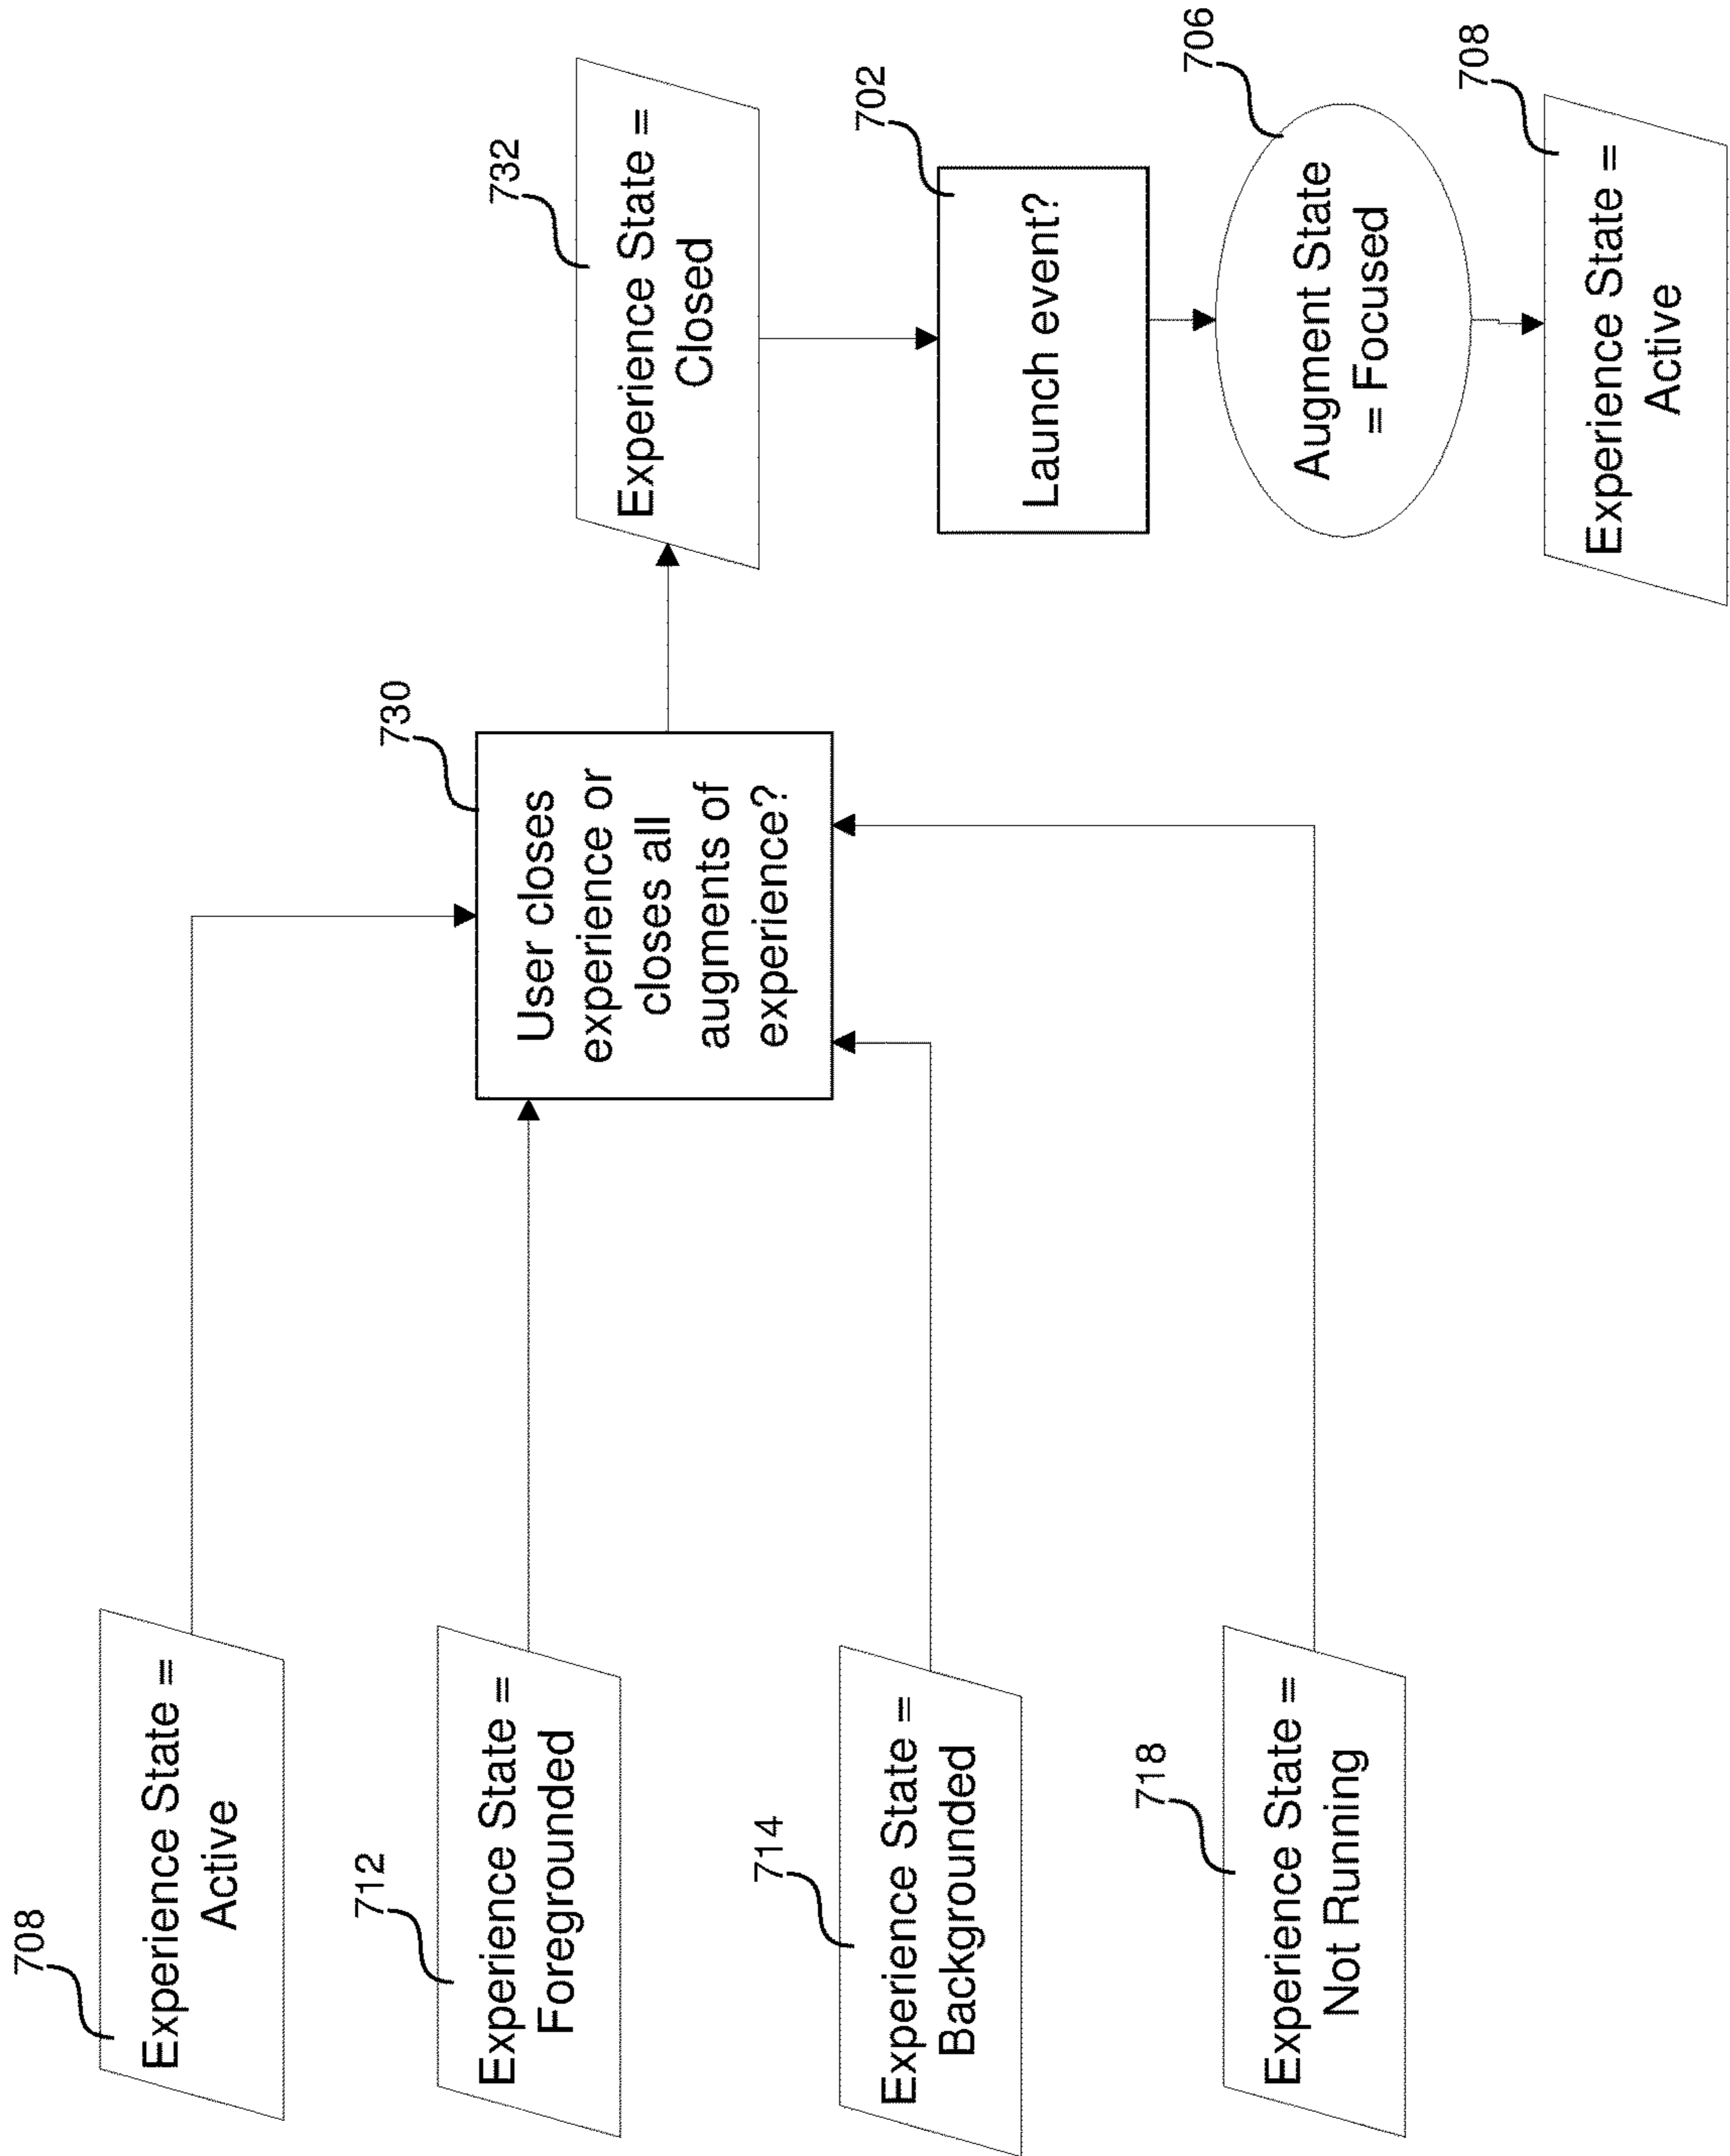 708
Experience State =
Active
712
Experience State =
Foregrounded
714
Experience State =
Backgrounded
718
Experience State =
Not Running
730
User closes
experience or
closes all
augments of
experience?
732
Experience State =
Closed
702
Launch event?
706
Augment State
= Focused
708
Experience State =
Active